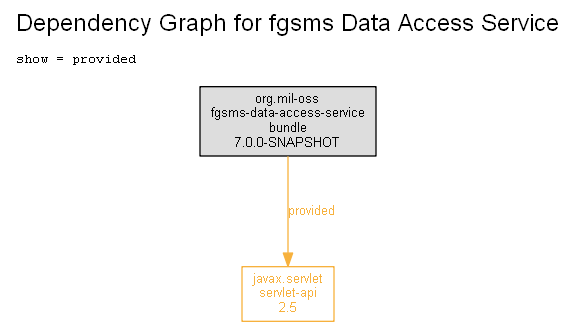 Dependency Graph for fgsms Data Access Service
show = provided
org.mil-oss
fgsms-data-access-service
bundle
7.0.0-SNAPSHOT
provided
javax.servlet
servlet-api
2.5